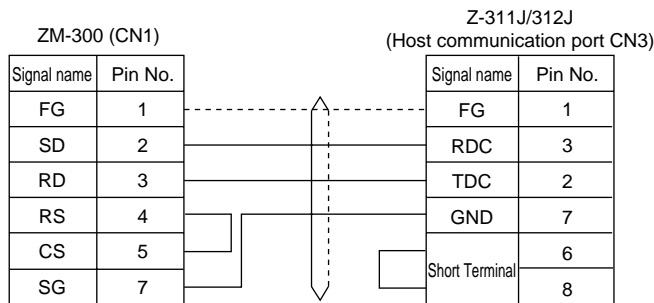 ZM-300 (CN1)
Signal name Pin No.
FG 1
SD 2
RD 3
RS 4
CS 5
SG 7
Z-311J/312J
(Host communication port CN3)
Signal name Pin No.
FG 1
RDC 3
TDC 2
GND 7
Short Terminal 6
8